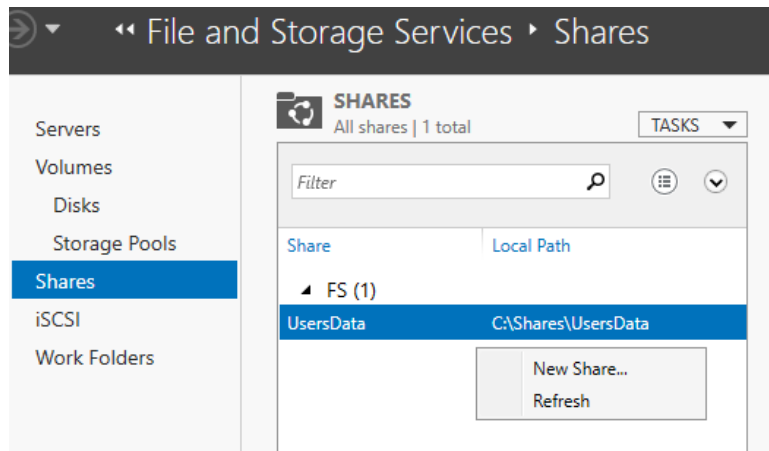 File and Storage Services ‣ Shares
Servers
Volumes
Disks
Storage Pools
Shares
iSCSI
Work Folders
SHARES
All shares | 1 total
TASKS
Filter
Share Local Path
FS (1)
UsersData C:\Shares\UsersData
New Share...
Refresh